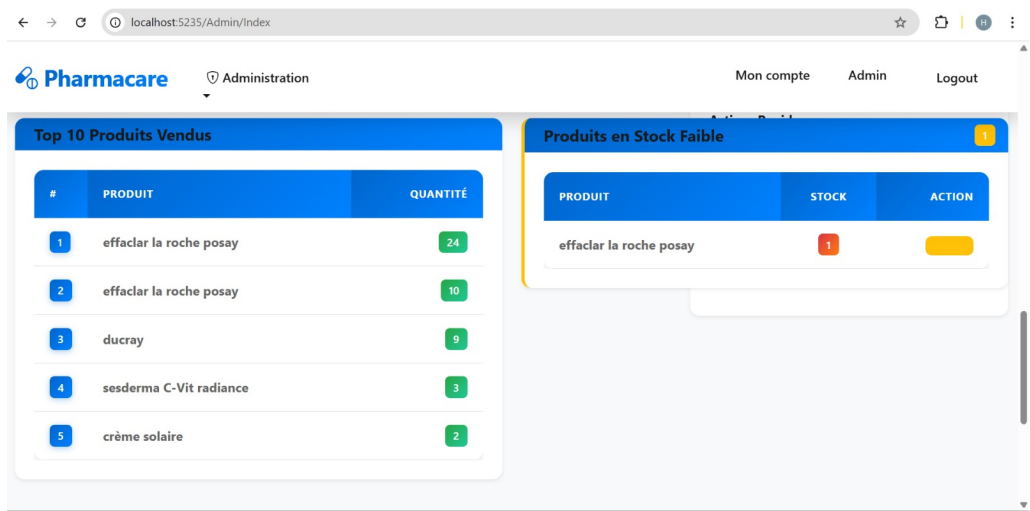 localhost:5235/Admin/Index
H
Pharmacare
Administration
Mon compte
Admin
Logout
Top 10 Produits Vendus
# PRODUIT QUANTITÉ
1 effaclar la roche posay 24
2 effaclar la roche posay 10
3 ducray 9
4 sesderma C-Vit radiance 3
5 crème solaire 2
Produits en Stock Faible 1
PRODUIT STOCK ACTION
effaclar la roche posay 1